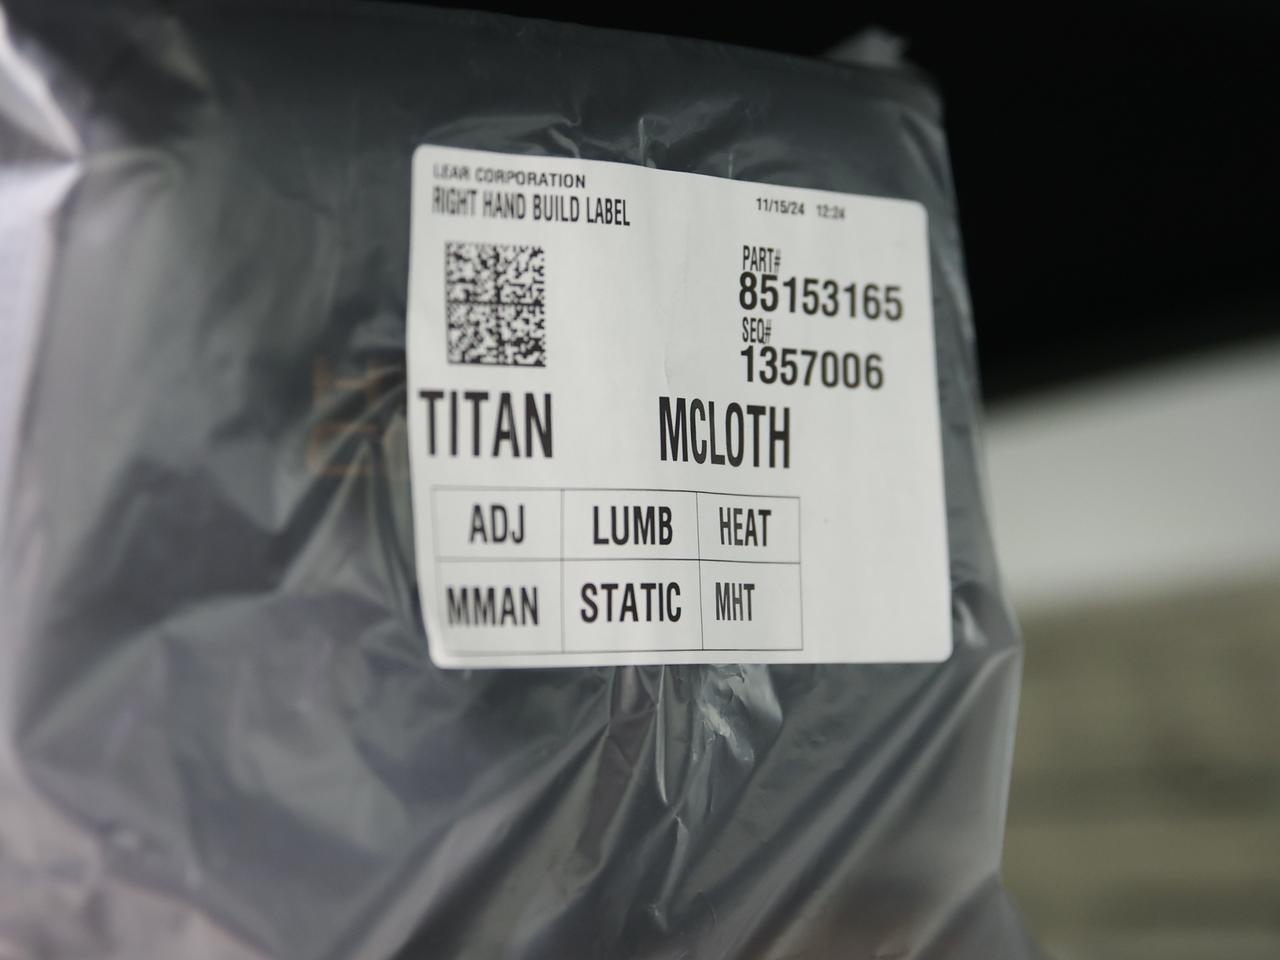 LEAR CORPORATION
RIGHT HAND BUILD LABEL
11/15/24 12:24
PART#
85153165
SEQ#
1357006
TITAN MCLOTH
ADJ LUMB HEAT
MMAN STATIC MHT